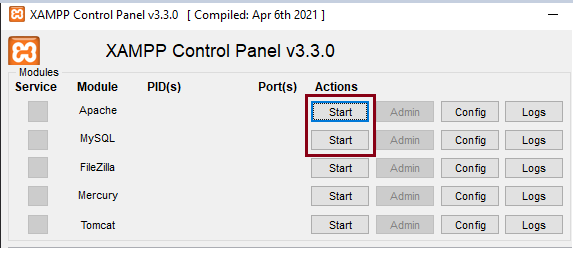 XAMPP Control Panel v3.3.0 [ Compiled: Apr 6th 2021 ]
XAMPP Control Panel v3.3.0
Modules
Service Module PID(s) Port(s) Actions
Apache Start Admin Config Logs
MySQL Start Admin Config Logs
FileZilla Start Admin Config Logs
Mercury Start Admin Config Logs
Tomcat Start Admin Config Logs